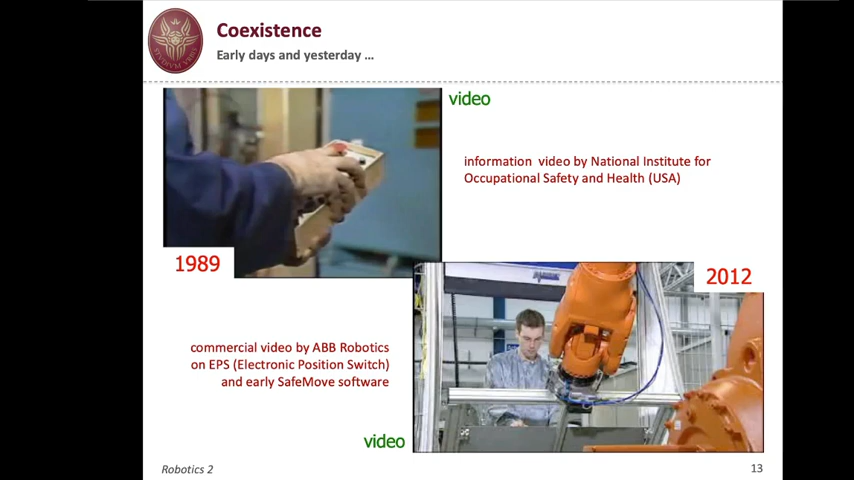 Coexistence
Early days and yesterday …
video
information video by National Institute for
Occupational Safety and Health (USA)
1989
2012
commercial video by ABB Robotics
on EPS (Electronic Position Switch)
and early SafeMove software
video
Robotics 2
13